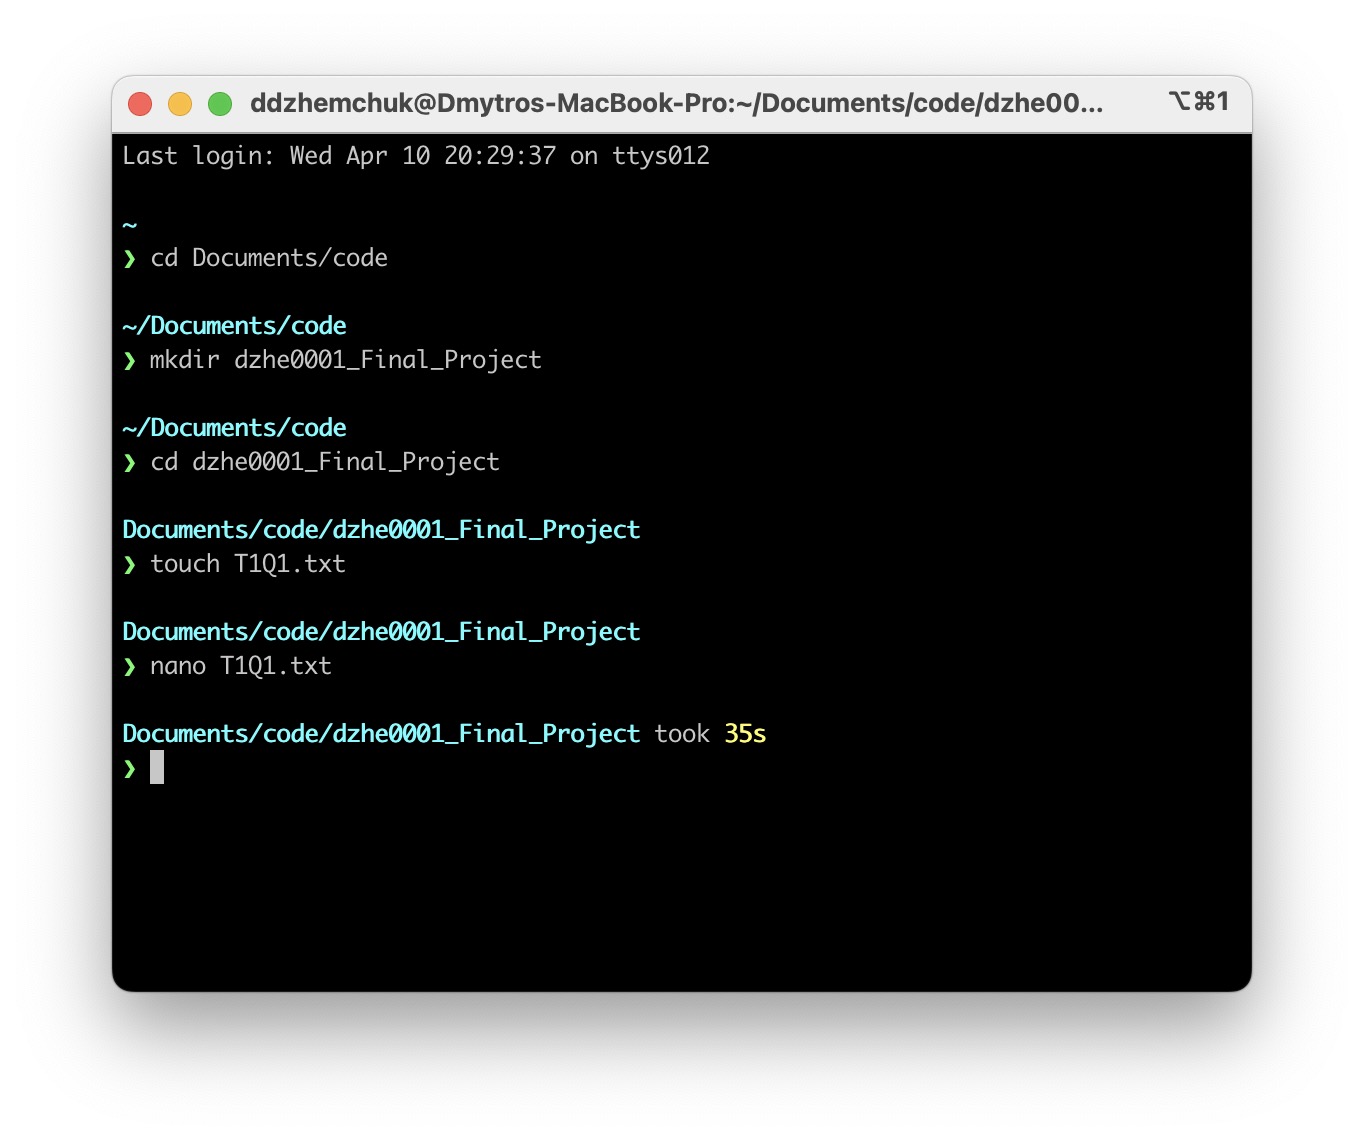 ddzhemchuk@Dmytros-MacBook-Pro:~/Documents/code/dzhe00... ⌥⌘1
Last login: Wed Apr 10 20:29:37 on ttys012
~
❯ cd Documents/code
~/Documents/code
❯ mkdir dzhe0001_Final_Project
~/Documents/code
❯ cd dzhe0001_Final_Project
Documents/code/dzhe0001_Final_Project
❯ touch T1Q1.txt
Documents/code/dzhe0001_Final_Project
❯ nano T1Q1.txt
Documents/code/dzhe0001_Final_Project took 35s
❯